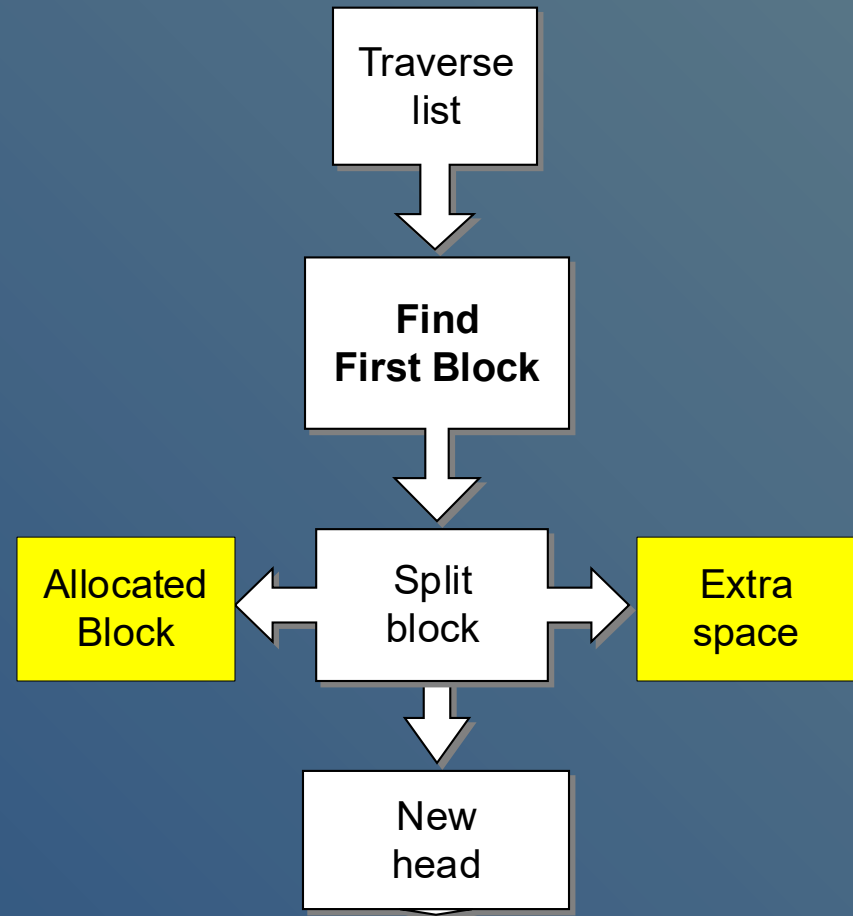 Traverse
list
Find
First Block
Allocated
Block
Split
block
Extra
space
New
head